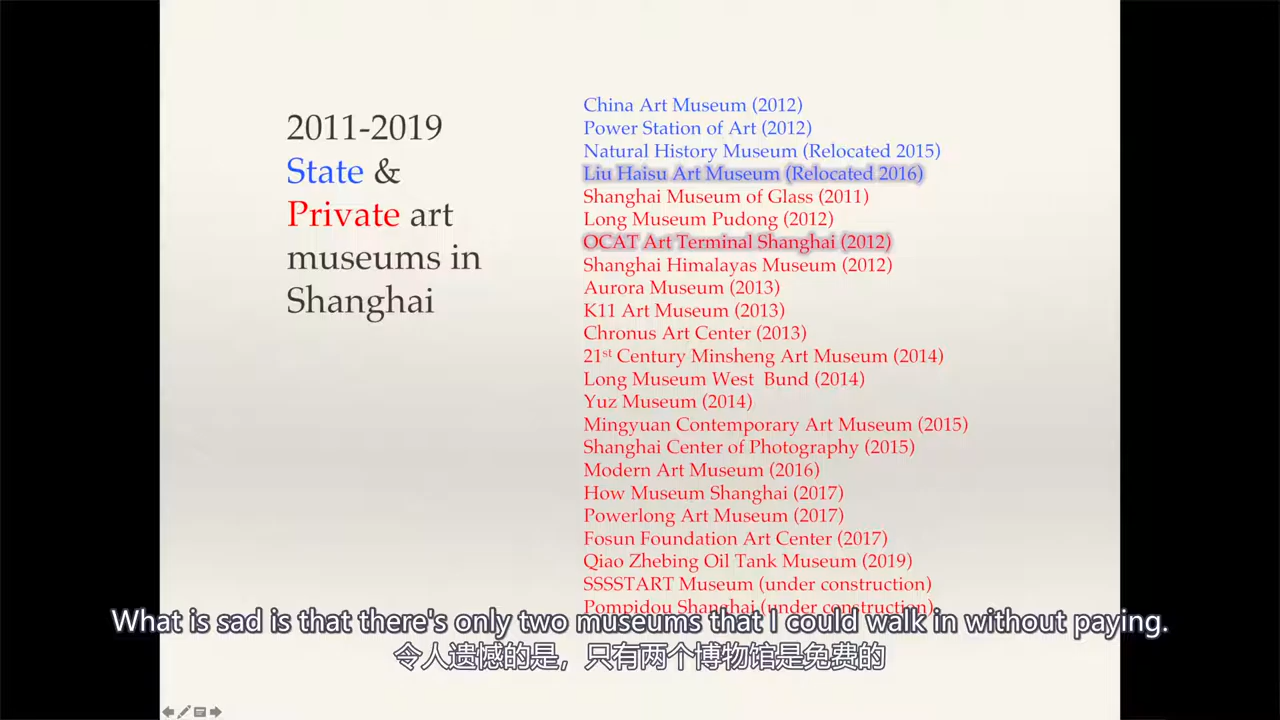 2011-2019
State &
Private art
museums in
Shanghai
China Art Museum (2012)
Power Station of Art (2012)
Natural History Museum (Relocated 2015)
Liu Haisu Art Museum (Relocated 2016)
Shanghai Museum of Glass (2011)
Long Museum Pudong (2012)
OCAT Art Terminal Shanghai (2012)
Shanghai Himalayas Museum (2012)
Aurora Museum (2013)
K11 Art Museum (2013)
Chronus Art Center (2013)
21st Century Minsheng Art Museum (2014)
Long Museum West Bund (2014)
Yuz Museum (2014)
Mingyuan Contemporary Art Museum (2015)
Shanghai Center of Photography (2015)
Modern Art Museum (2016)
How Museum Shanghai (2017)
Powerlong Art Museum (2017)
Fosun Foundation Art Center (2017)
Qiao Zhebing Oil Tank Museum (2019)
SSSSTART Museum (under construction)
Pompidou Shanghai (under construction)
What is sad is that there's only two museums that I could walk in without paying.
令人遗憾的是，只有两个博物馆是免费的